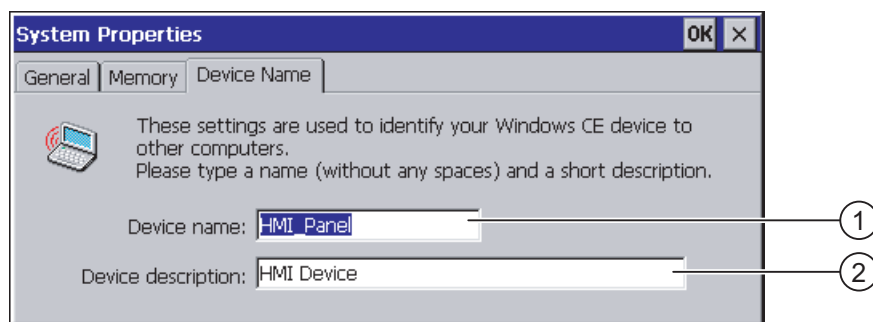 System Properties OK ×
General Memory Device Name
These settings are used to identify your Windows CE device to
other computers.
Please type a name (without any spaces) and a short description.
Device name: HMI_Panel 1
Device description: HMI Device 2